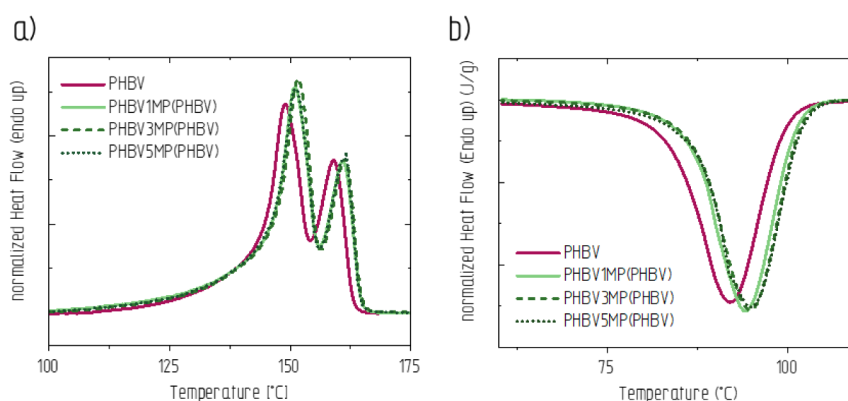 a)
normalized Heat Flow (endo up)
PHBV
PHBV1MP(PHBV)
PHBV3MP(PHBV)
PHBV5MP(PHBV)
100
125
150
175
Temperature [°C]
b)
normalized Heat Flow (Endo up) (J/g)
PHBV
PHBV1MP(PHBV)
PHBV3MP(PHBV)
PHBV5MP(PHBV)
75
100
Temperature (°C)